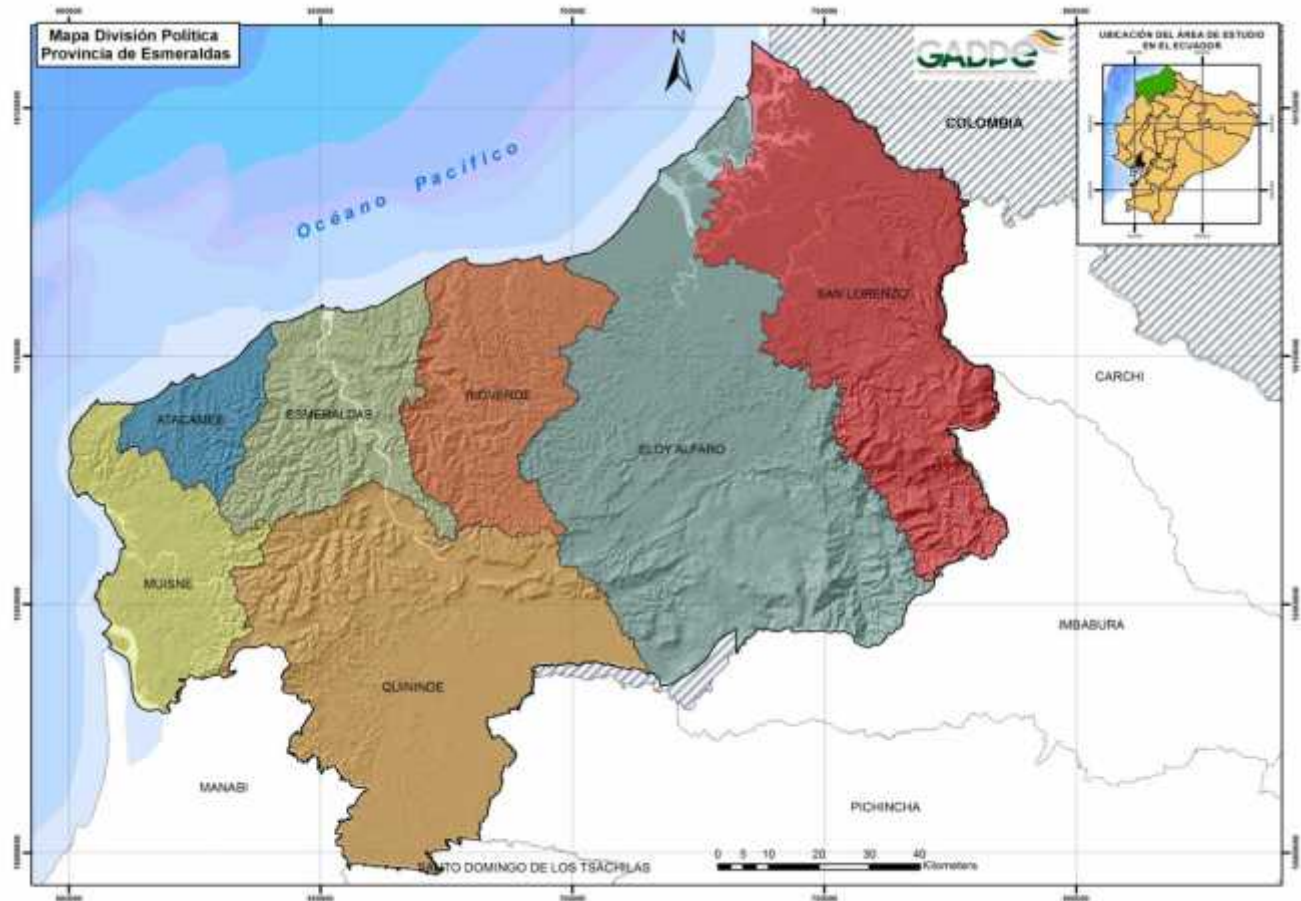 Mapa División Política
Provincia de Esmeraldas
N
GADPE
UBICACIÓN DEL ÁREA DE ESTUDIO
EN EL ECUADOR
COLOMBIA
Océano Pacífico
SAN LORENZO
CARCHI
ATACAMES
ESMERALDAS
RIOVERDE
ELOY ALFARO
MUISNE
IMBABURA
QUININDE
MANABI
PICHINCHA
SANTO DOMINGO DE LOS TSACHILAS
0 5 10 20 30 40
Kilometers